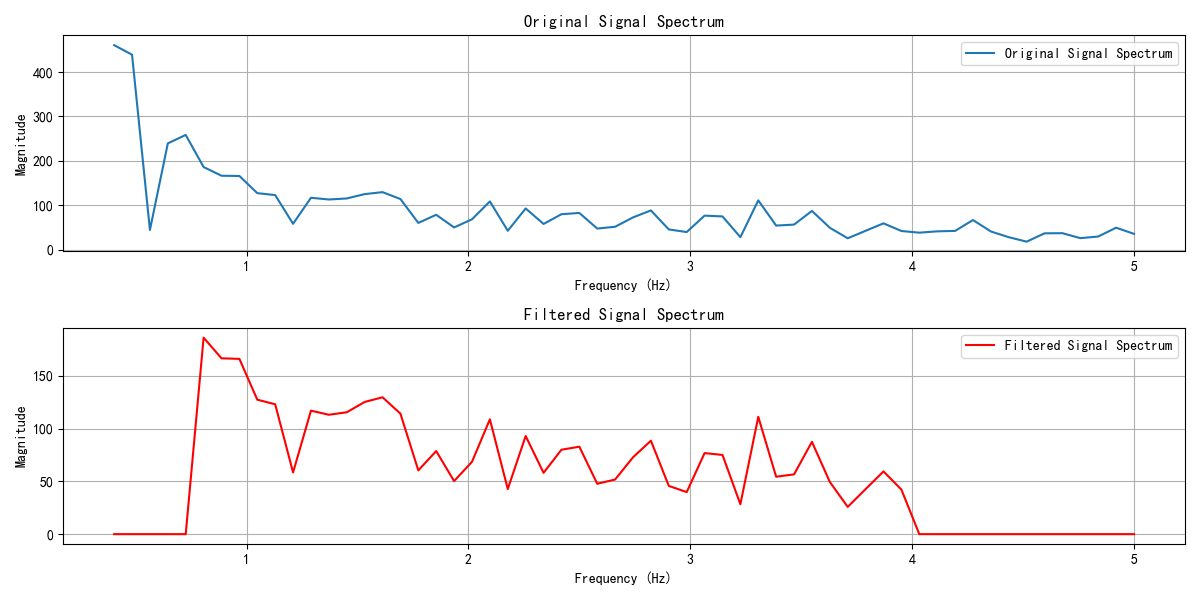 Original Signal Spectrum
Original Signal Spectrum
400
300
200
100
0
Magnitude
1 2 3 4 5
Frequency (Hz)
Filtered Signal Spectrum
Filtered Signal Spectrum
150
100
50
0
Magnitude
1 2 3 4 5
Frequency (Hz)